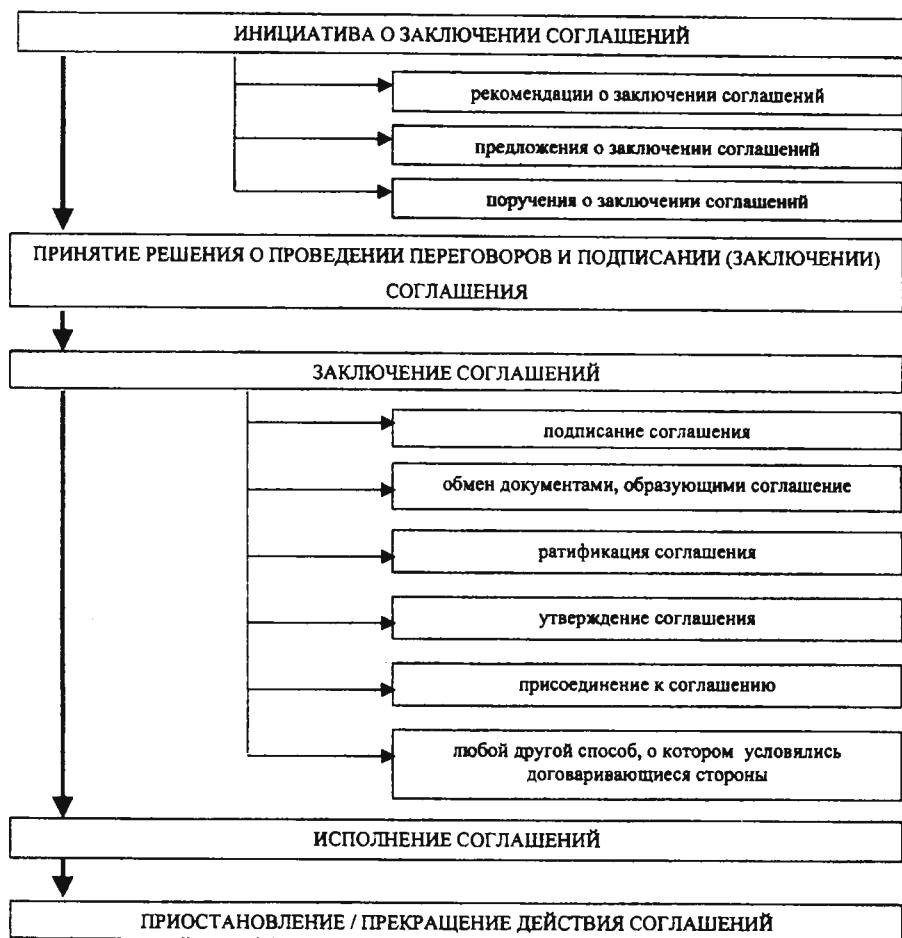 ИНИЦИАТИВА О ЗАКЛЮЧЕНИИ СОГЛАШЕНИЙ
рекомендации о заключении соглашений
предложения о заключении соглашений
поручения о заключении соглашений
ПРИНЯТИЕ РЕШЕНИЯ О ПРОВЕДЕНИИ ПЕРЕГОВОРОВ И ПОДПИСАНИИ (ЗАКЛЮЧЕНИИ)
СОГЛАШЕНИЯ
ЗАКЛЮЧЕНИЕ СОГЛАШЕНИЙ
подписание соглашения
обмен документами, образующими соглашение
ратификация соглашения
утверждение соглашения
присоединение к соглашению
любой другой способ, о котором условялись
договаривающиеся стороны
ИСПОЛНЕНИЕ СОГЛАШЕНИЙ
ПРИОСТАНОВЛЕНИЕ / ПРЕКРАЩЕНИЕ ДЕЙСТВИЯ СОГЛАШЕНИЙ